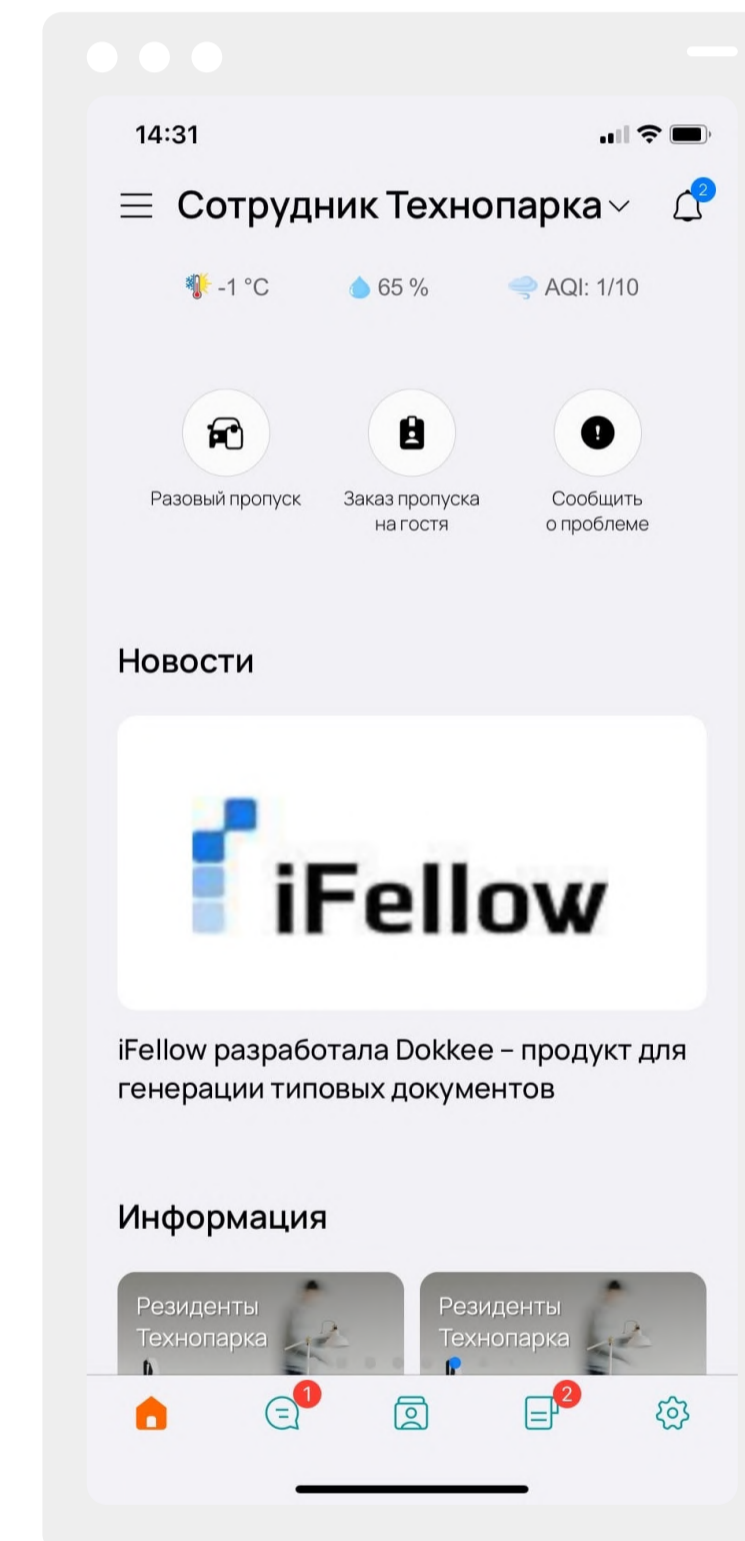 14:31
Сотрудник Технопарка
2
-1 °C
65 %
AQI: 1/10
Разовый пропуск
Заказ пропуска
на гостя
Сообщить
о проблеме
Новости
iFellow
iFellow разработала Dokkee – продукт для
генерации типовых документов
Информация
Резиденты
Технопарка
Резиденты
Технопарка
1
2